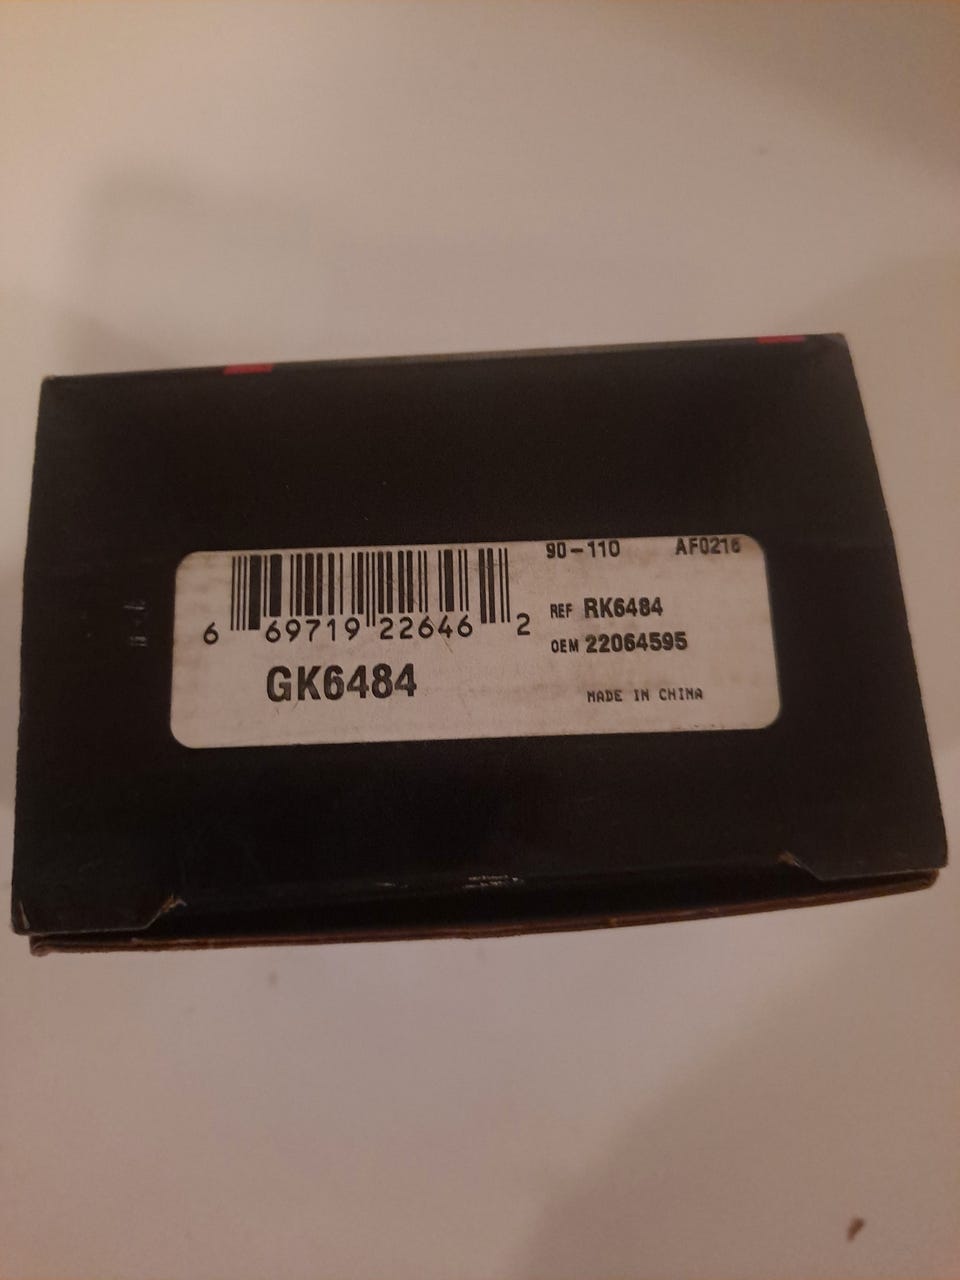 90-110 AF0216
6 69719 22646 2
REF RK6484
OEM 22064595
GK6484
MADE IN CHINA